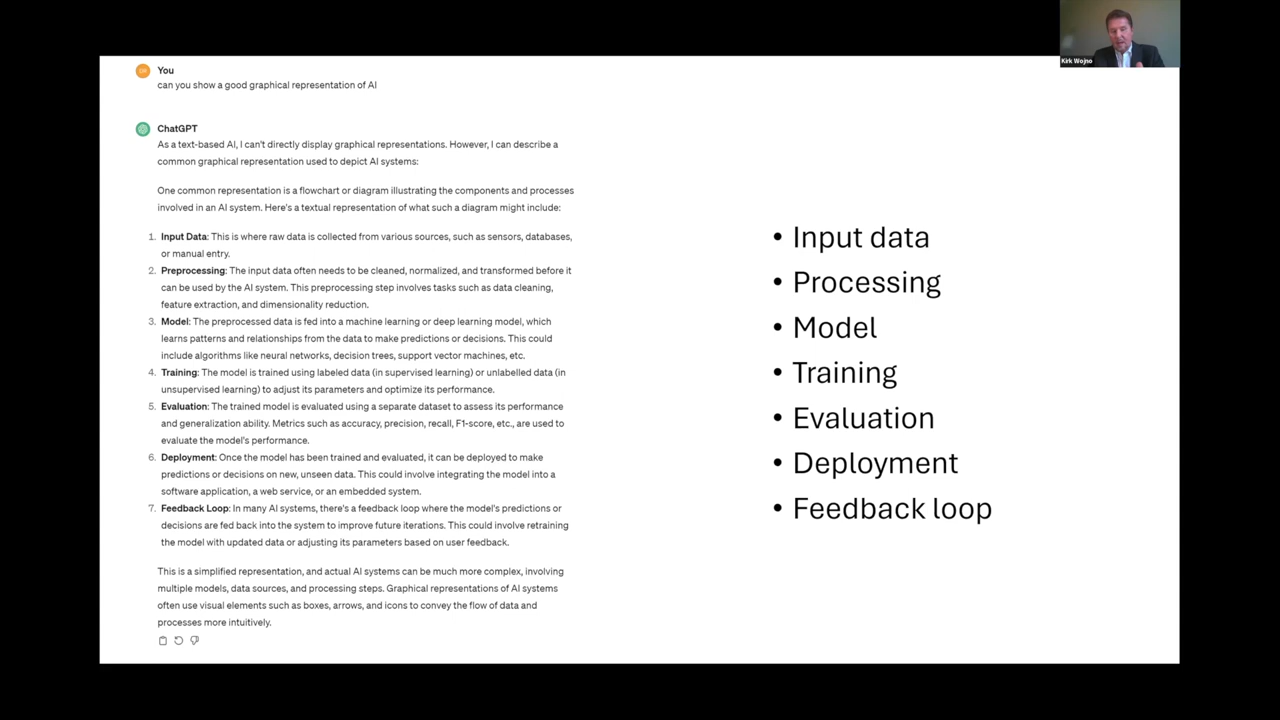 Kirk Wojno
You
can you show a good graphical representation of AI
ChatGPT
As a text-based AI, I can't directly display graphical representations. However, I can describe a
common graphical representation used to depict AI systems:
One common representation is a flowchart or diagram illustrating the components and processes
involved in an AI system. Here's a textual representation of what such a diagram might include:
1. Input Data: This is where raw data is collected from various sources, such as sensors, databases,
or manual entry.
2. Preprocessing: The input data often needs to be cleaned, normalized, and transformed before it
can be used by the AI system. This preprocessing step involves tasks such as data cleaning,
feature extraction, and dimensionality reduction.
3. Model: The preprocessed data is fed into a machine learning or deep learning model, which
learns patterns and relationships from the data to make predictions or decisions. This could
include algorithms like neural networks, decision trees, support vector machines, etc.
4. Training: The model is trained using labeled data (in supervised learning) or unlabelled data (in
unsupervised learning) to adjust its parameters and optimize its performance.
5. Evaluation: The trained model is evaluated using a separate dataset to assess its performance
and generalization ability. Metrics such as accuracy, precision, recall, F1-score, etc., are used to
evaluate the model's performance.
6. Deployment: Once the model has been trained and evaluated, it can be deployed to make
predictions or decisions on new, unseen data. This could involve integrating the model into a
software application, a web service, or an embedded system.
7. Feedback Loop: In many AI systems, there's a feedback loop where the model's predictions or
decisions are fed back into the system to improve future iterations. This could involve retraining
the model with updated data or adjusting its parameters based on user feedback.
This is a simplified representation, and actual AI systems can be much more complex, involving
multiple models, data sources, and processing steps. Graphical representations of AI systems
often use visual elements such as boxes, arrows, and icons to convey the flow of data and
processes more intuitively.
• Input data
• Processing
• Model
• Training
• Evaluation
• Deployment
• Feedback loop